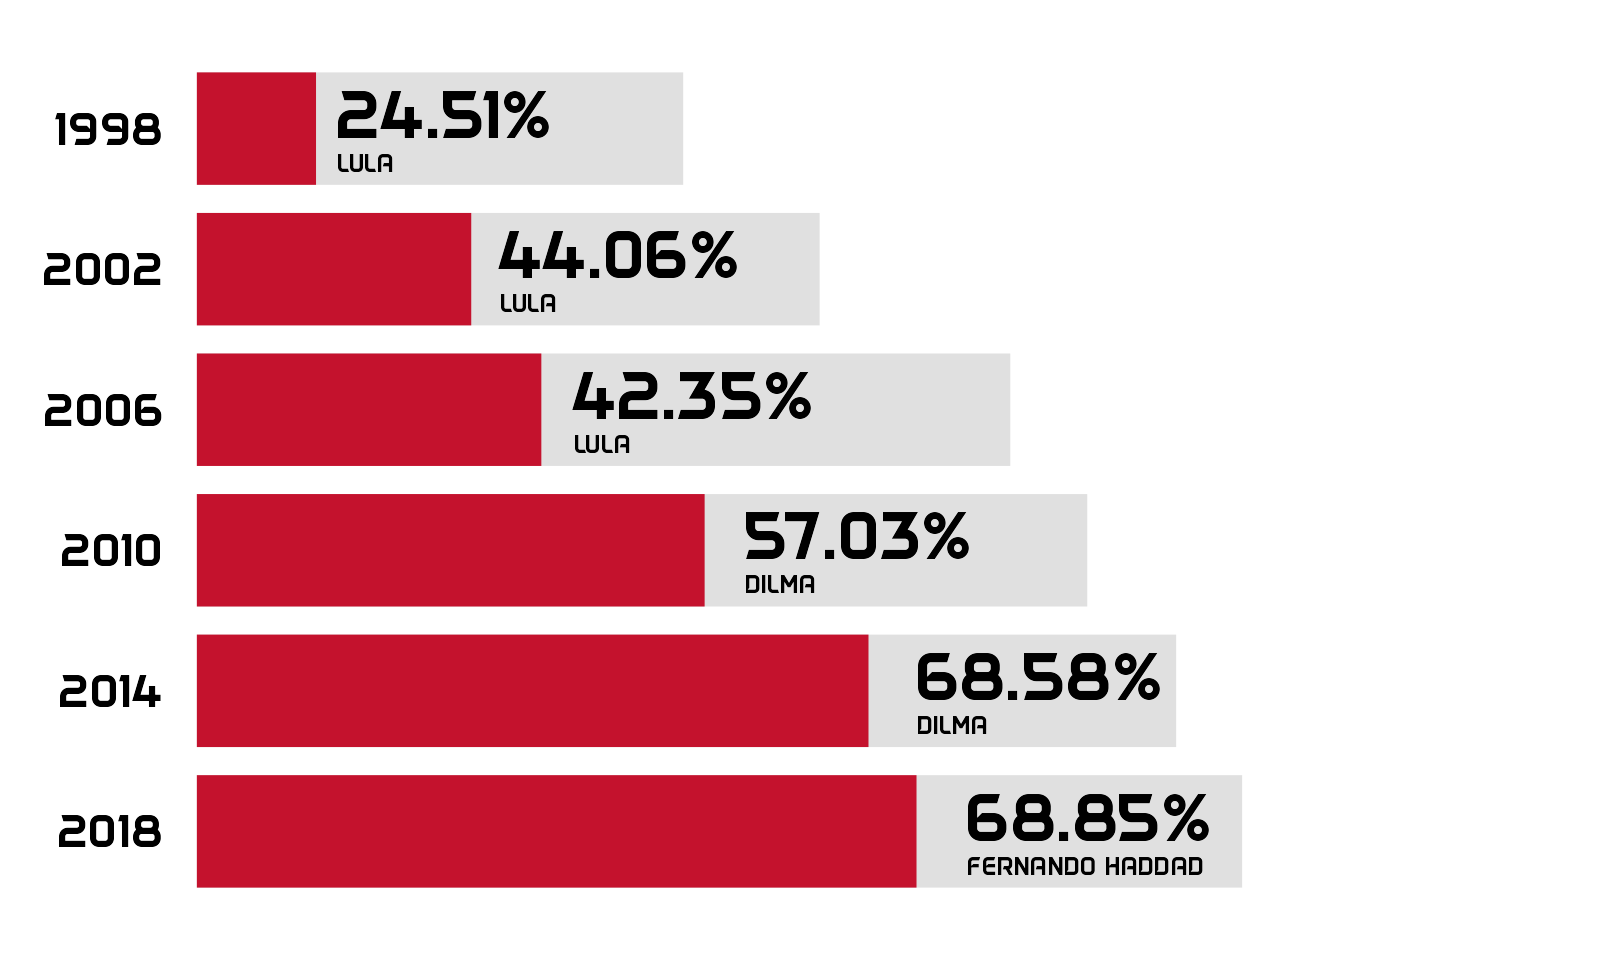 1998
24.51%
LULA
2002
44.06%
LULA
2006
42.35%
LULA
2010
57.03%
DILMA
2014
68.58%
DILMA
2018
68.85%
FERNANDO HADDAD